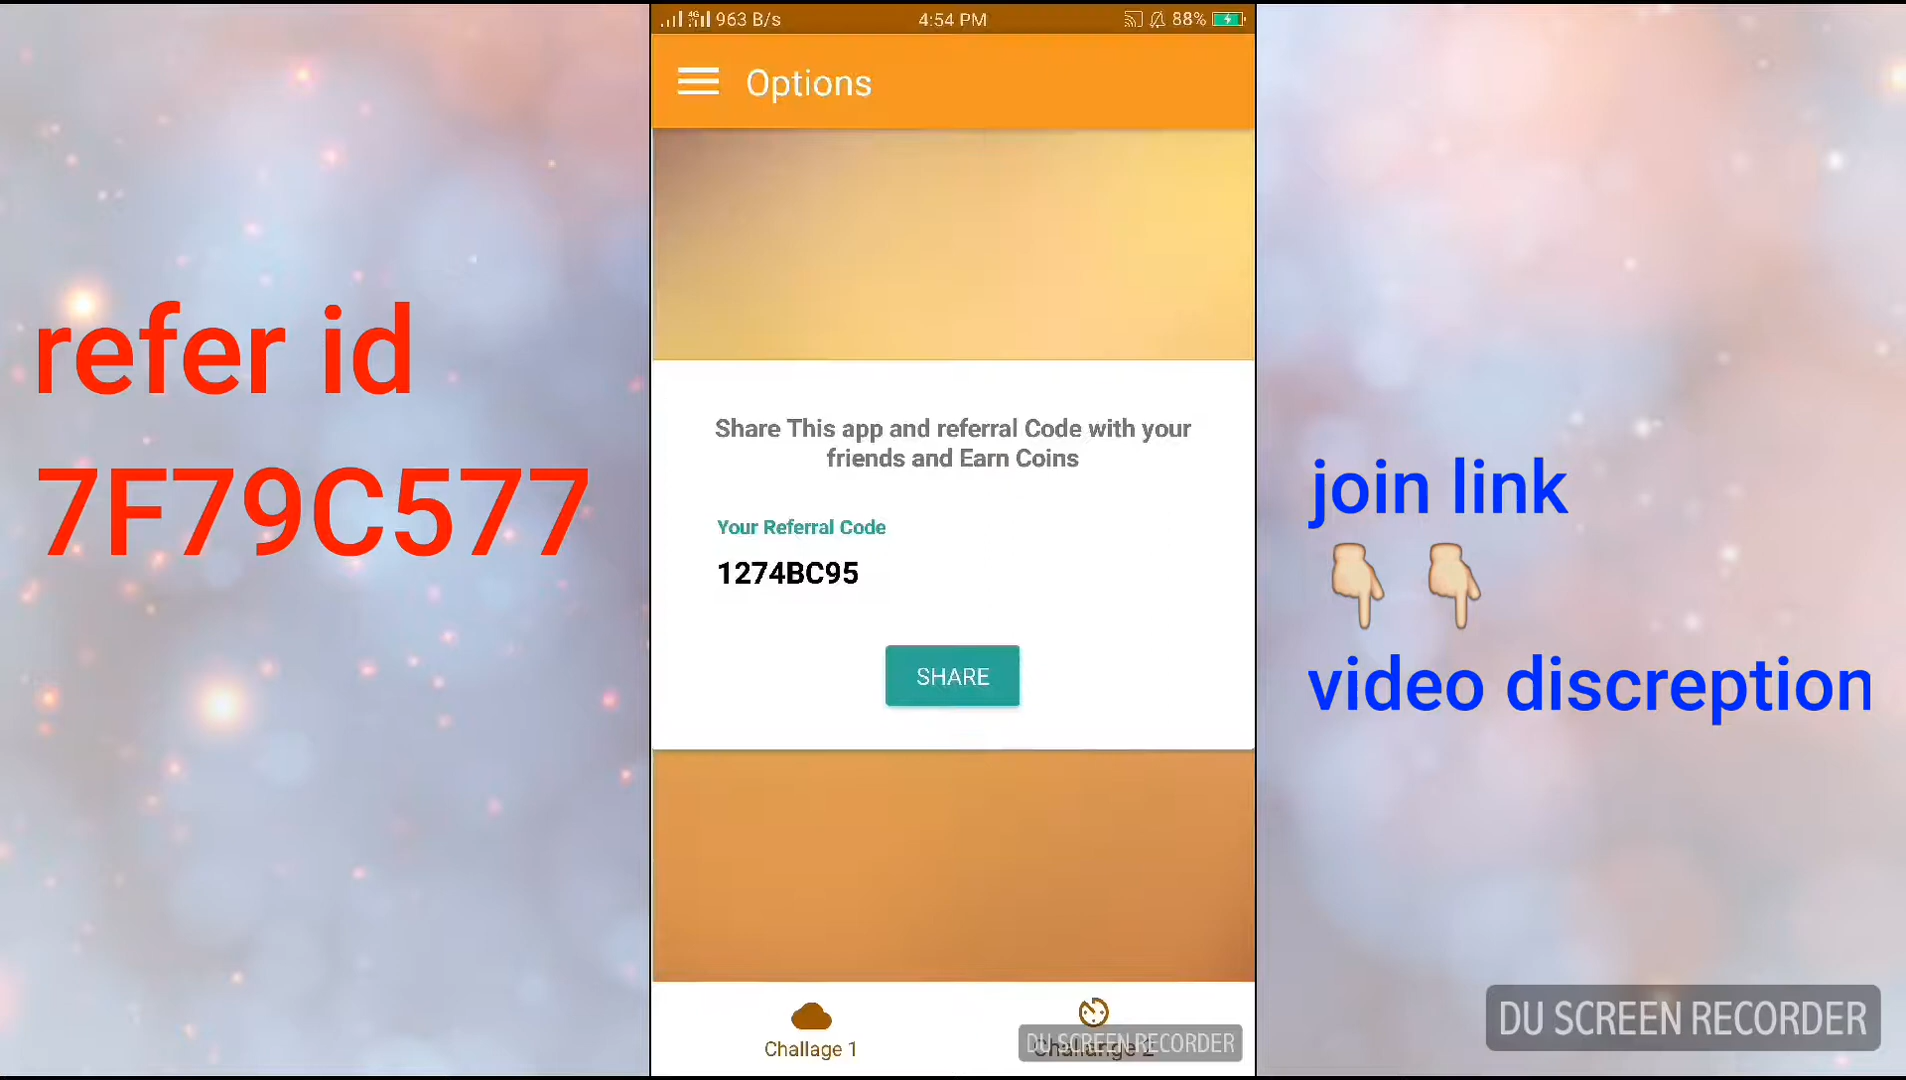 963 B/s 4:54 PM 88%
Options
refer id
7F79C577
Share This app and referral Code with your
friends and Earn Coins
Your Referral Code
1274BC95
SHARE
join link
👇🏼 👇🏼
video discreption
Challage 1
DU SCREEN RECORDER
DU SCREEN RECORDER